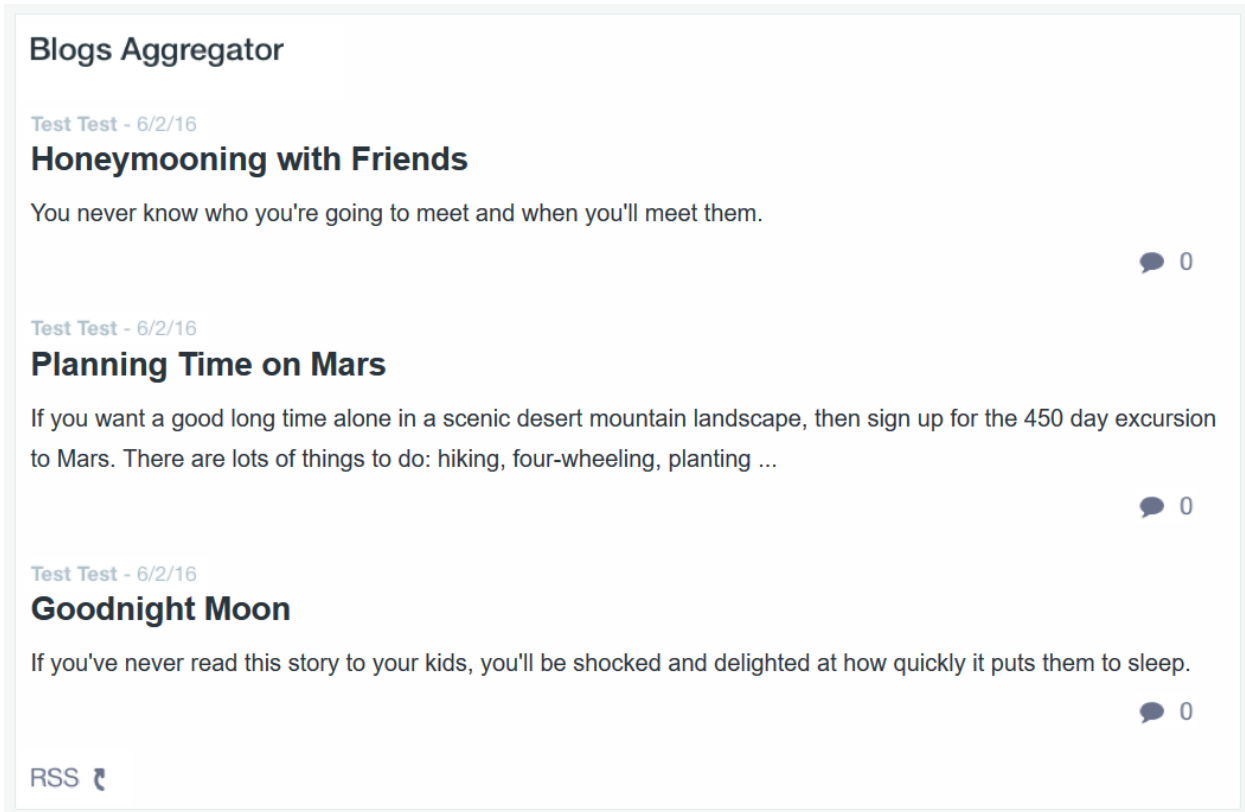 Blogs Aggregator
Test Test - 6/2/16
Honeymooning with Friends
You never know who you're going to meet and when you'll meet them.
0
Test Test - 6/2/16
Planning Time on Mars
If you want a good long time alone in a scenic desert mountain landscape, then sign up for the 450 day excursion
to Mars. There are lots of things to do: hiking, four-wheeling, planting ...
0
Test Test - 6/2/16
Goodnight Moon
If you've never read this story to your kids, you'll be shocked and delighted at how quickly it puts them to sleep.
0
RSS